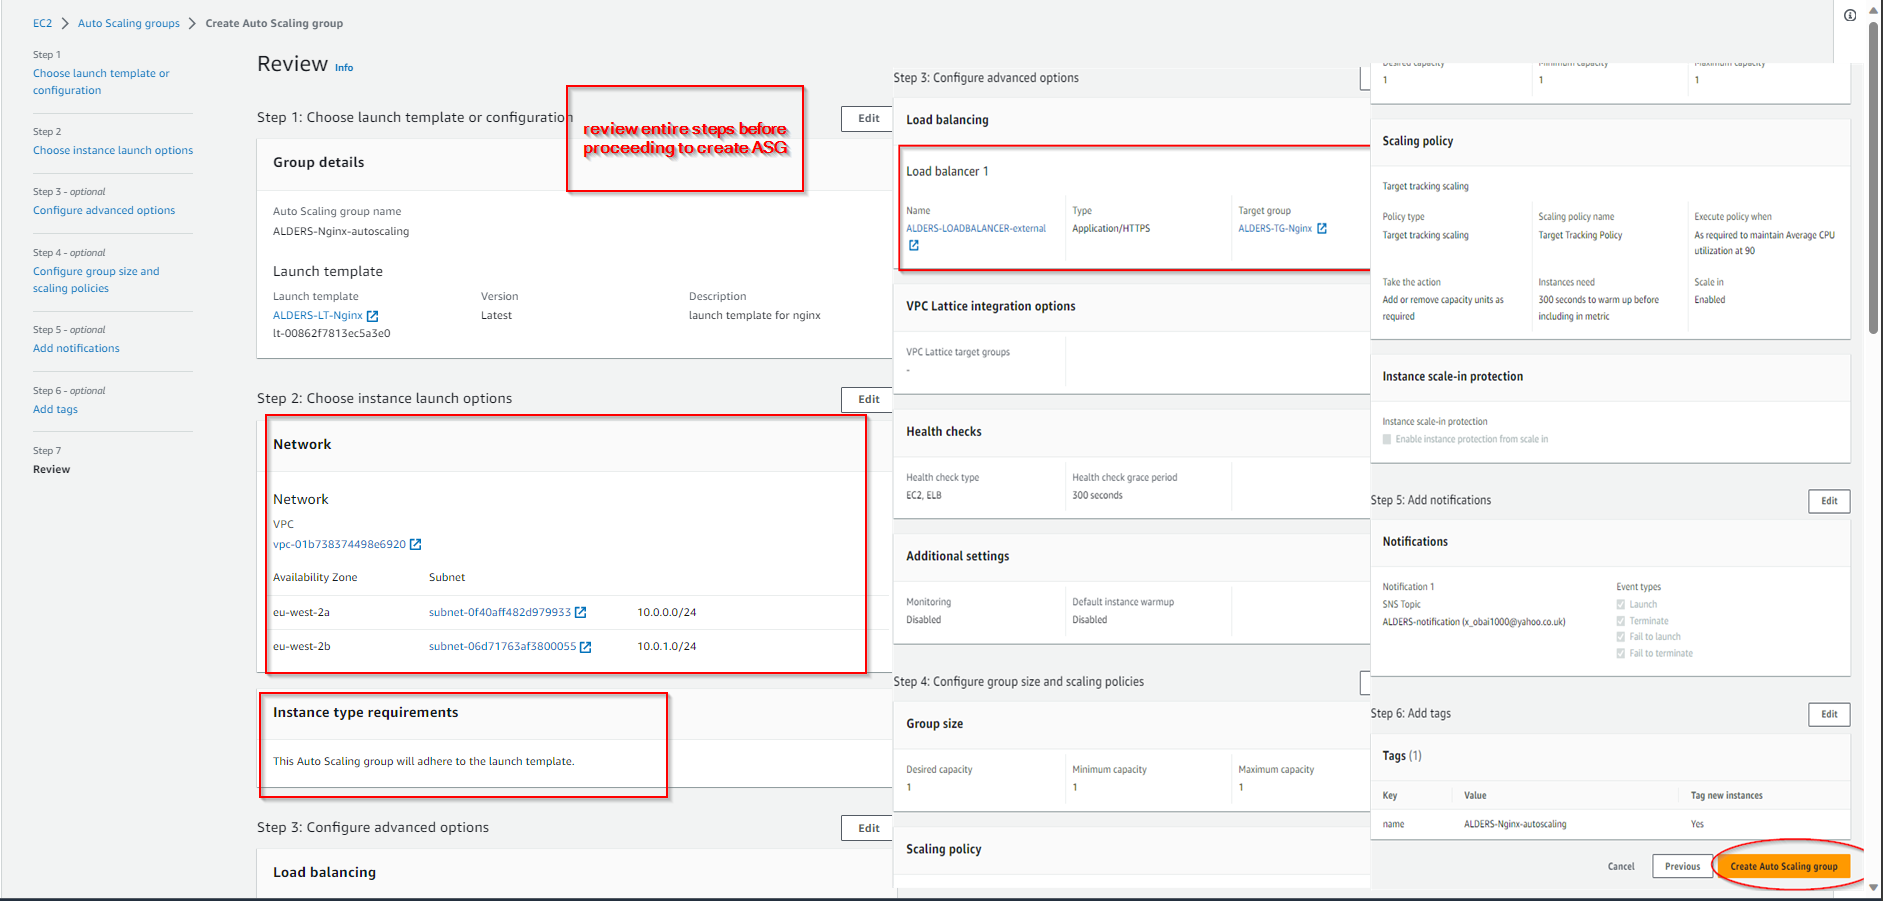 EC2 > Auto Scaling groups > Create Auto Scaling group
Step 1
Choose launch template or
configuration
Step 2
Choose instance launch options
Step 3 - optional
Configure advanced options
Step 4 - optional
Configure group size and
scaling policies
Step 5 - optional
Add notifications
Step 6 - optional
Add tags
Step 7
Review
Review Info
Step 1: Choose launch template or configuration
Edit
review entire steps before
proceeding to create ASG
Group details
Auto Scaling group name
ALDERS-Nginx-autoscaling
Launch template
Launch template Version Description
ALDERS-LT-Nginx Latest launch template for nginx
lt-00862f7813ec5a3e0
Step 2: Choose instance launch options
Edit
Network
Network
VPC
vpc-01b738374498e6920
Availability Zone Subnet
eu-west-2a subnet-0f40aff482d979933 10.0.0.0/24
eu-west-2b subnet-06d71763af3800055 10.0.1.0/24
Instance type requirements
This Auto Scaling group will adhere to the launch template.
Step 3: Configure advanced options
Edit
Load balancing
Step 3: Configure advanced options
Load balancing
Load balancer 1
Name Type Target group
ALDERS-LOADBALANCER-external Application/HTTPS ALDERS-TG-Nginx
VPC Lattice integration options
VPC Lattice target groups
-
Health checks
Health check type Health check grace period
EC2, ELB 300 seconds
Additional settings
Monitoring Default instance warmup
Disabled Disabled
Step 4: Configure group size and scaling policies
Group size
Desired capacity Minimum capacity Maximum capacity
1 1 1
Scaling policy
Desired capacity Minimum capacity Maximum capacity
1 1 1
Scaling policy
Target tracking scaling
Policy type Scaling policy name Execute policy when
Target tracking scaling Target Tracking Policy As required to maintain Average CPU
utilization at 90
Take the action Instances need Scale in
Add or remove capacity units as 300 seconds to warm up before Enabled
required including in metric
Instance scale-in protection
Instance scale-in protection
Enable instance protection from scale in
Step 5: Add notifications
Edit
Notifications
Notification 1 Event types
SNS Topic Launch
ALDERS-notification (x_obai1000@yahoo.co.uk) Terminate
Fail to launch
Fail to terminate
Step 6: Add tags
Edit
Tags (1)
Key Value Tag new instances
name ALDERS-Nginx-autoscaling Yes
Cancel Previous Create Auto Scaling group